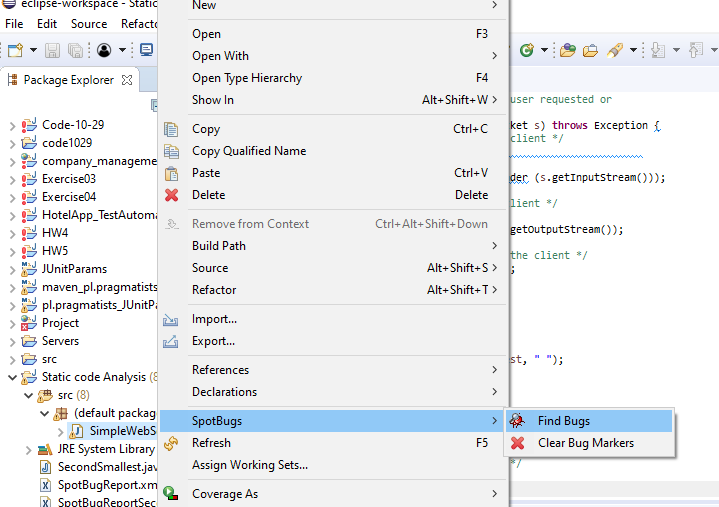 eclipse-workspace - Static
File Edit Source Refacto
Package Explorer
Code-10-29
code1029
company_manageme
Exercise03
Exercise04
HotelApp_TestAutoma
HW4
HW5
JUnitParams
maven_pl.pragmatists
pl.pragmatists_JUnitPa
Project
Servers
src
Static code Analysis (8
src (8)
(default packag
SimpleWebS
JRE System Library
SecondSmallest.jav
SpotBugReport.xm
SpotBugReportSec
New
Open F3
Open With
Open Type Hierarchy F4
Show In Alt+Shift+W
Copy Ctrl+C
Copy Qualified Name
Paste Ctrl+V
Delete Delete
Remove from Context Ctrl+Alt+Shift+Down
Build Path
Source Alt+Shift+S
Refactor Alt+Shift+T
Import...
Export...
References
Declarations
SpotBugs
Refresh F5
Assign Working Sets...
Coverage As
Find Bugs
Clear Bug Markers
user requested or
ket s) throws Exception {
client */
der (s.getInputStream()));
lient */
getOutputStream());
the client */
;
st, " ");
*/